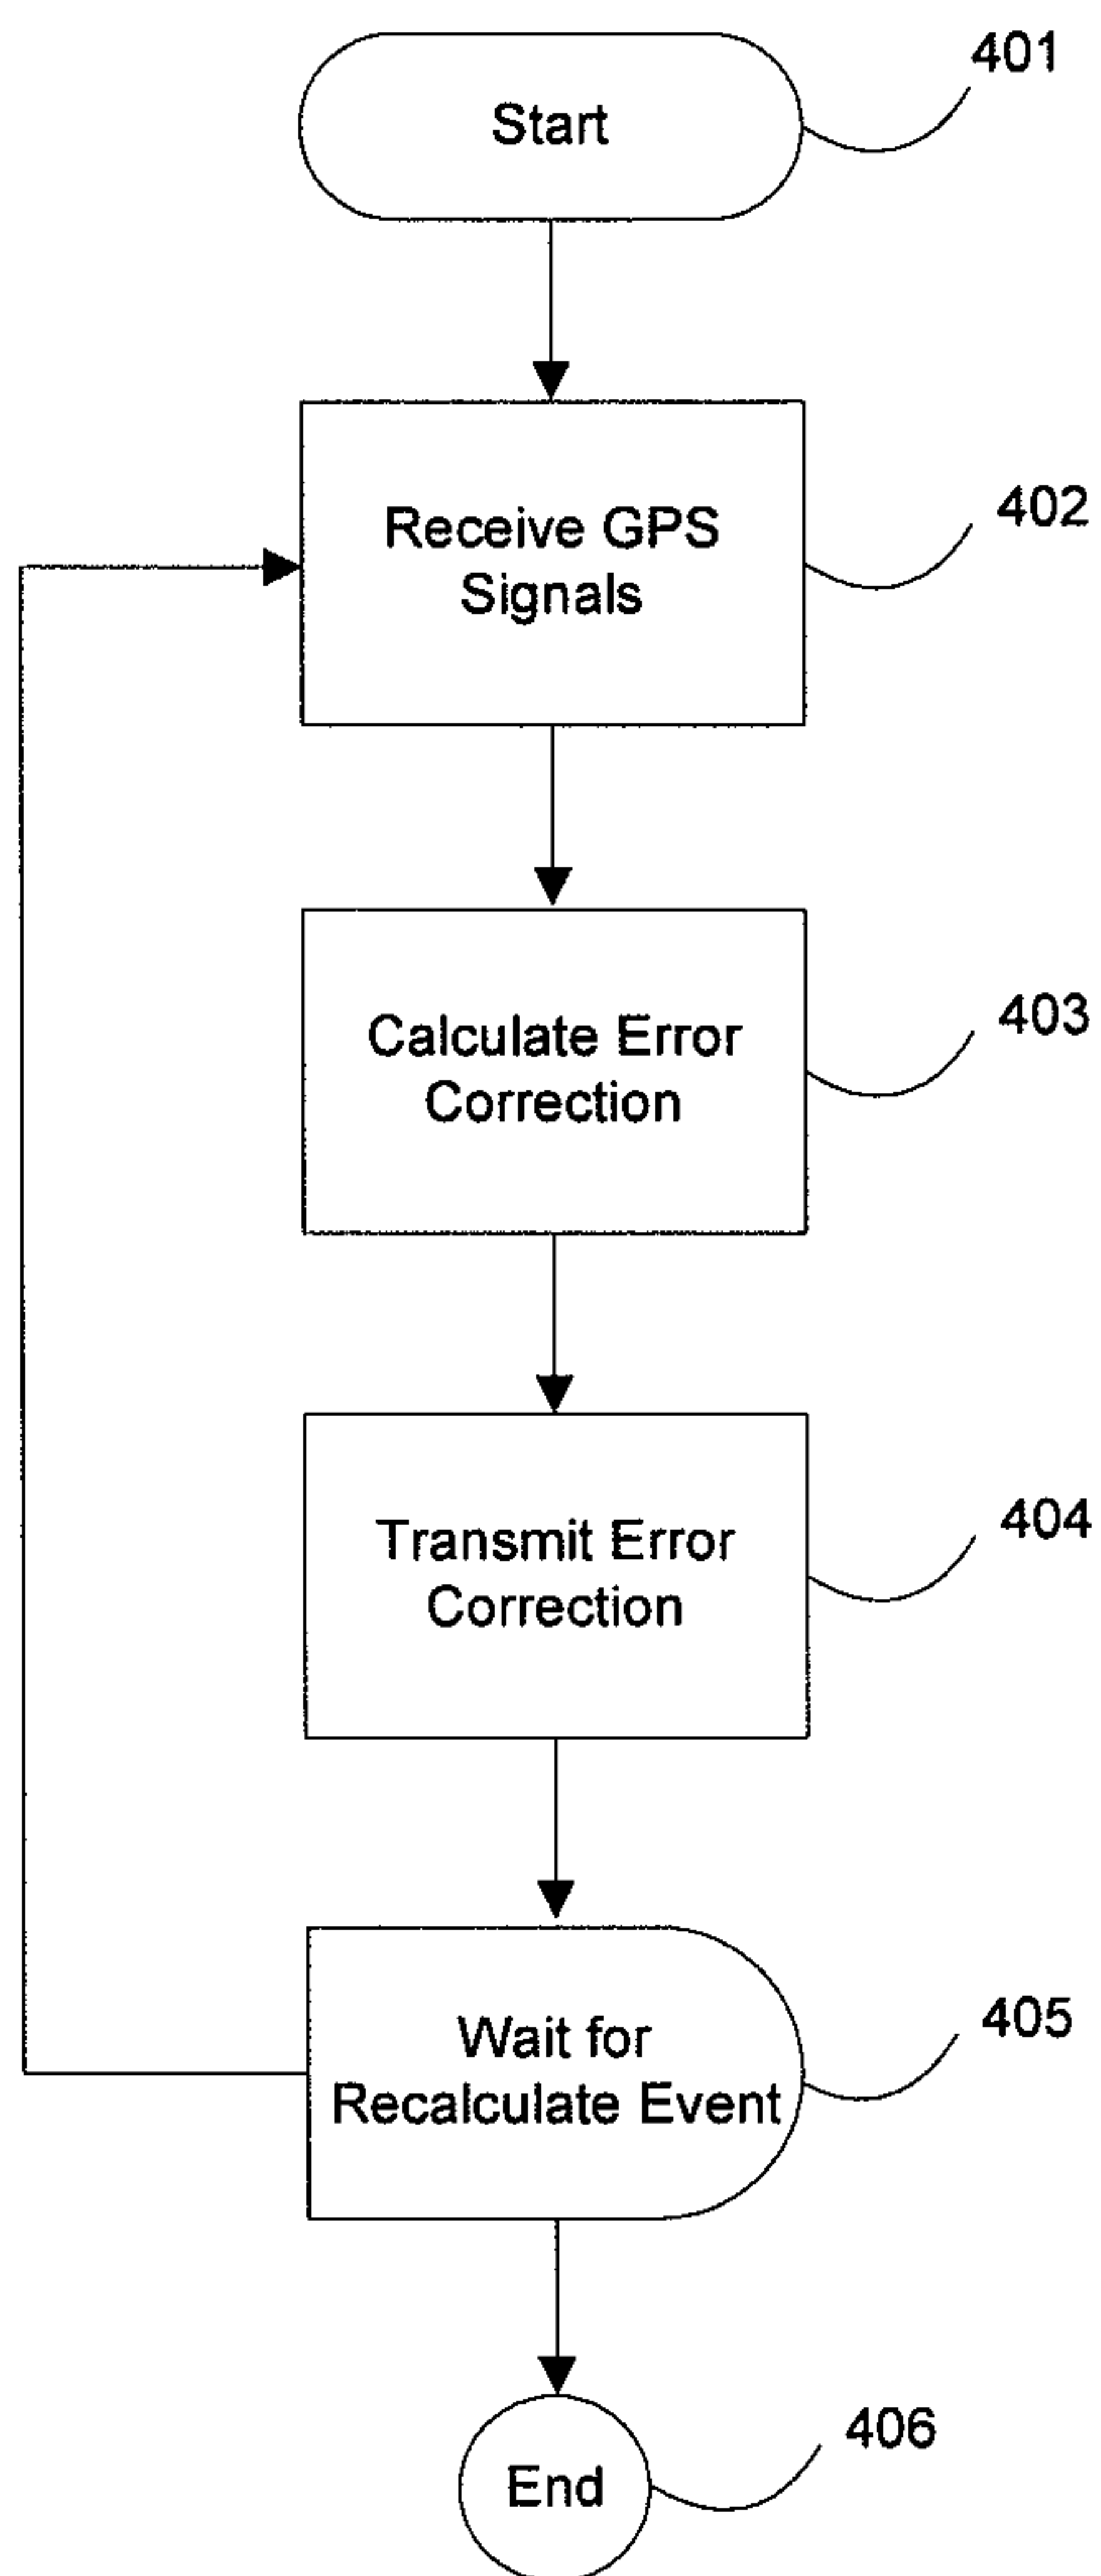 401
Start
402
Receive GPS
Signals
403
Calculate Error
Correction
404
Transmit Error
Correction
405
Wait for
Recalculate Event
406
End